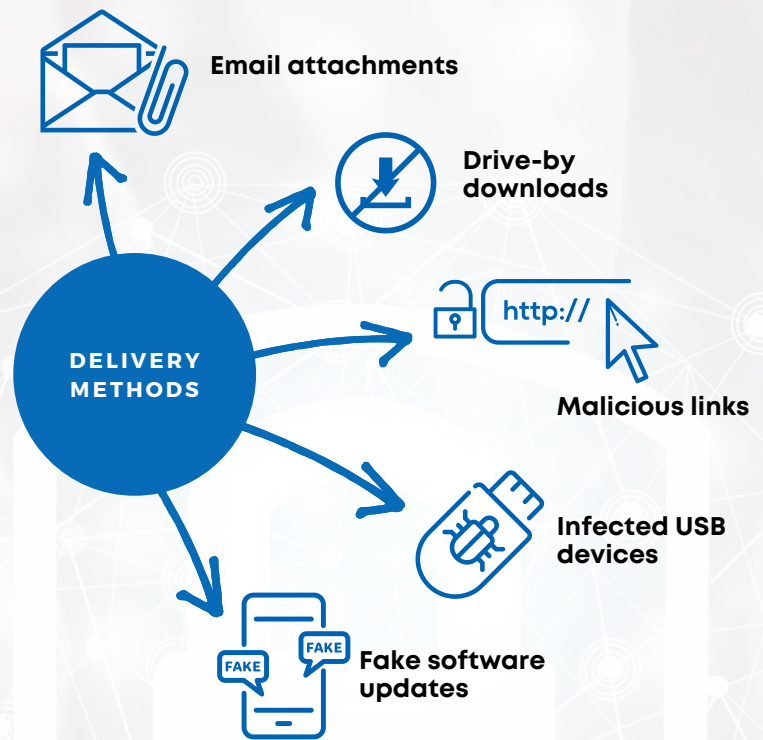 Email attachments
Drive-by
downloads
http://
DELIVERY
METHODS
Malicious links
Infected USB
devices
FAKE
FAKE
Fake software
updates